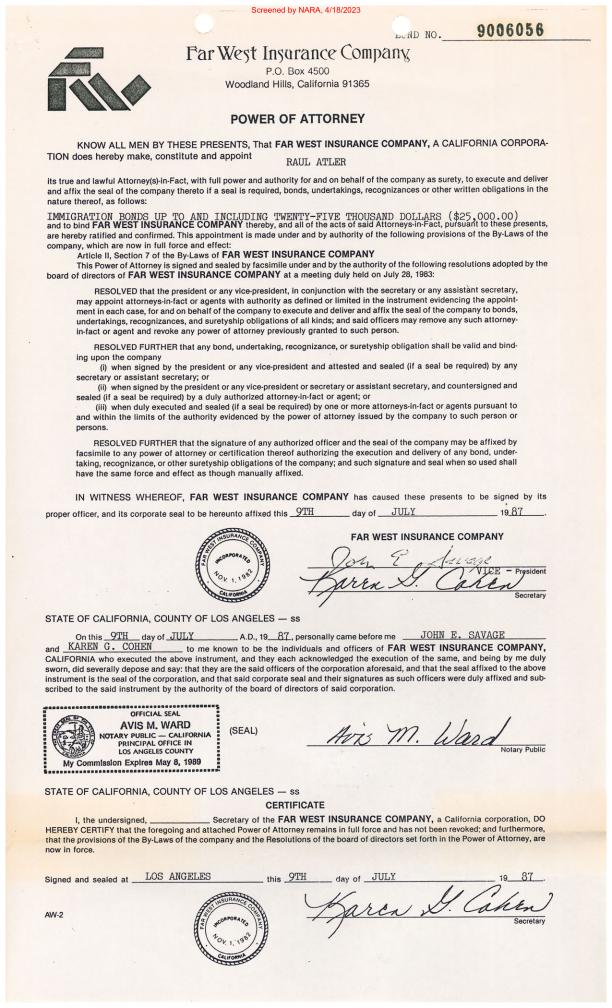 Screened by NARA, 4/18/2023
BOND NO. 9006056
Far West Insurance Company
P.O. Box 4500
Woodland Hills, California 91365
POWER OF ATTORNEY
KNOW ALL MEN BY THESE PRESENTS, That FAR WEST INSURANCE COMPANY, A CALIFORNIA CORPORA-
TION does hereby make, constitute and appoint
RAUL ATLER
its true and lawful Attorney(s)-in-Fact, with full power and authority for and on behalf of the company as surety, to execute and deliver
and affix the seal of the company thereto if a seal is required, bonds, undertakings, recognizances or other written obligations in the
nature thereof, as follows:
IMMIGRATION BONDS UP TO AND INCLUDING TWENTY-FIVE THOUSAND DOLLARS ($25,000.00)
and to bind FAR WEST INSURANCE COMPANY thereby, and all of the acts of said Attorneys-in-Fact, pursuant to these presents,
are hereby ratified and confirmed. This appointment is made under and by authority of the following provisions of the By-Laws of the
company, which are now in full force and effect:
Article II, Section 7 of the By-Laws of FAR WEST INSURANCE COMPANY
This Power of Attorney is signed and sealed by facsimile under and by the authority of the following resolutions adopted by the
board of directors of FAR WEST INSURANCE COMPANY at a meeting duly held on July 28, 1983:
RESOLVED that the president or any vice-president, in conjunction with the secretary or any assistant secretary,
may appoint attorneys-in-fact or agents with authority as defined or limited in the instrument evidencing the appoint-
ment in each case, for and on behalf of the company to execute and deliver and affix the seal of the company to bonds,
undertakings, recognizances, and suretyship obligations of all kinds; and said officers may remove any such attorney-
in-fact or agent and revoke any power of attorney previously granted to such person.
RESOLVED FURTHER that any bond, undertaking, recognizance, or suretyship obligation shall be valid and bind-
ing upon the company
(i) when signed by the president or any vice-president and attested and sealed (if a seal be required) by any
secretary or assistant secretary; or
(ii) when signed by the president or any vice-president or secretary or assistant secretary, and countersigned and
sealed (if a seal be required) by a duly authorized attorney-in-fact or agent; or
(iii) when duly executed and sealed (if a seal be required) by one or more attorneys-in-fact or agents pursuant to
and within the limits of the authority evidenced by the power of attorney issued by the company to such person or
persons.
RESOLVED FURTHER that the signature of any authorized officer and the seal of the company may be affixed by
facsimile to any power of attorney or certification thereof authorizing the execution and delivery of any bond, under-
taking, recognizance, or other suretyship obligations of the company; and such signature and seal when so used shall
have the same force and effect as though manually affixed.
IN WITNESS WHEREOF, FAR WEST INSURANCE COMPANY has caused these presents to be signed by its
proper officer, and its corporate seal to be hereunto affixed this 9TH day of JULY 19 87.
FAR WEST INSURANCE COMPANY
INCORPORATED
NOV. 1, 1982
CALIFORNIA
FAR WEST INSURANCE COMPANY
John E. Savage
VICE - President
Karen G. Cohen
Secretary
STATE OF CALIFORNIA, COUNTY OF LOS ANGELES — ss
On this 9TH day of JULY A.D., 19 87, personally came before me JOHN E. SAVAGE
and KAREN G. COHEN to me known to be the individuals and officers of FAR WEST INSURANCE COMPANY,
CALIFORNIA who executed the above instrument, and they each acknowledged the execution of the same, and being by me duly
sworn, did severally depose and say: that they are the said officers of the corporation aforesaid, and that the seal affixed to the above
instrument is the seal of the corporation, and that said corporate seal and their signatures as such officers were duly affixed and sub-
scribed to the said instrument by the authority of the board of directors of said corporation.
OFFICIAL SEAL
AVIS M. WARD
NOTARY PUBLIC — CALIFORNIA
PRINCIPAL OFFICE IN
LOS ANGELES COUNTY
My Commission Expires May 8, 1989
(SEAL)
Avis M. Ward
Notary Public
STATE OF CALIFORNIA, COUNTY OF LOS ANGELES — ss
CERTIFICATE
I, the undersigned, Secretary of the FAR WEST INSURANCE COMPANY, a California corporation, DO
HEREBY CERTIFY that the foregoing and attached Power of Attorney remains in full force and has not been revoked; and furthermore,
that the provisions of the By-Laws of the company and the Resolutions of the board of directors set forth in the Power of Attorney, are
now in force.
Signed and sealed at LOS ANGELES this 9TH day of JULY 19 87.
FAR WEST INSURANCE COMPANY
INCORPORATED
NOV. 1, 1982
CALIFORNIA
Karen G. Cohen
Secretary
AW-2